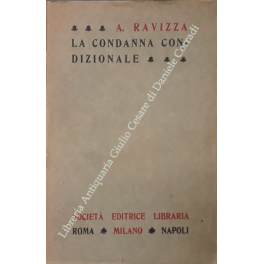 A. RAVIZZA
LA CONDANNA CON-
DIZIONALE
SOCIETÀ EDITRICE LIBRARIA
ROMA MILANO NAPOLI
Libreria Antiquaria Giulio Cesare di Daniele Corradi